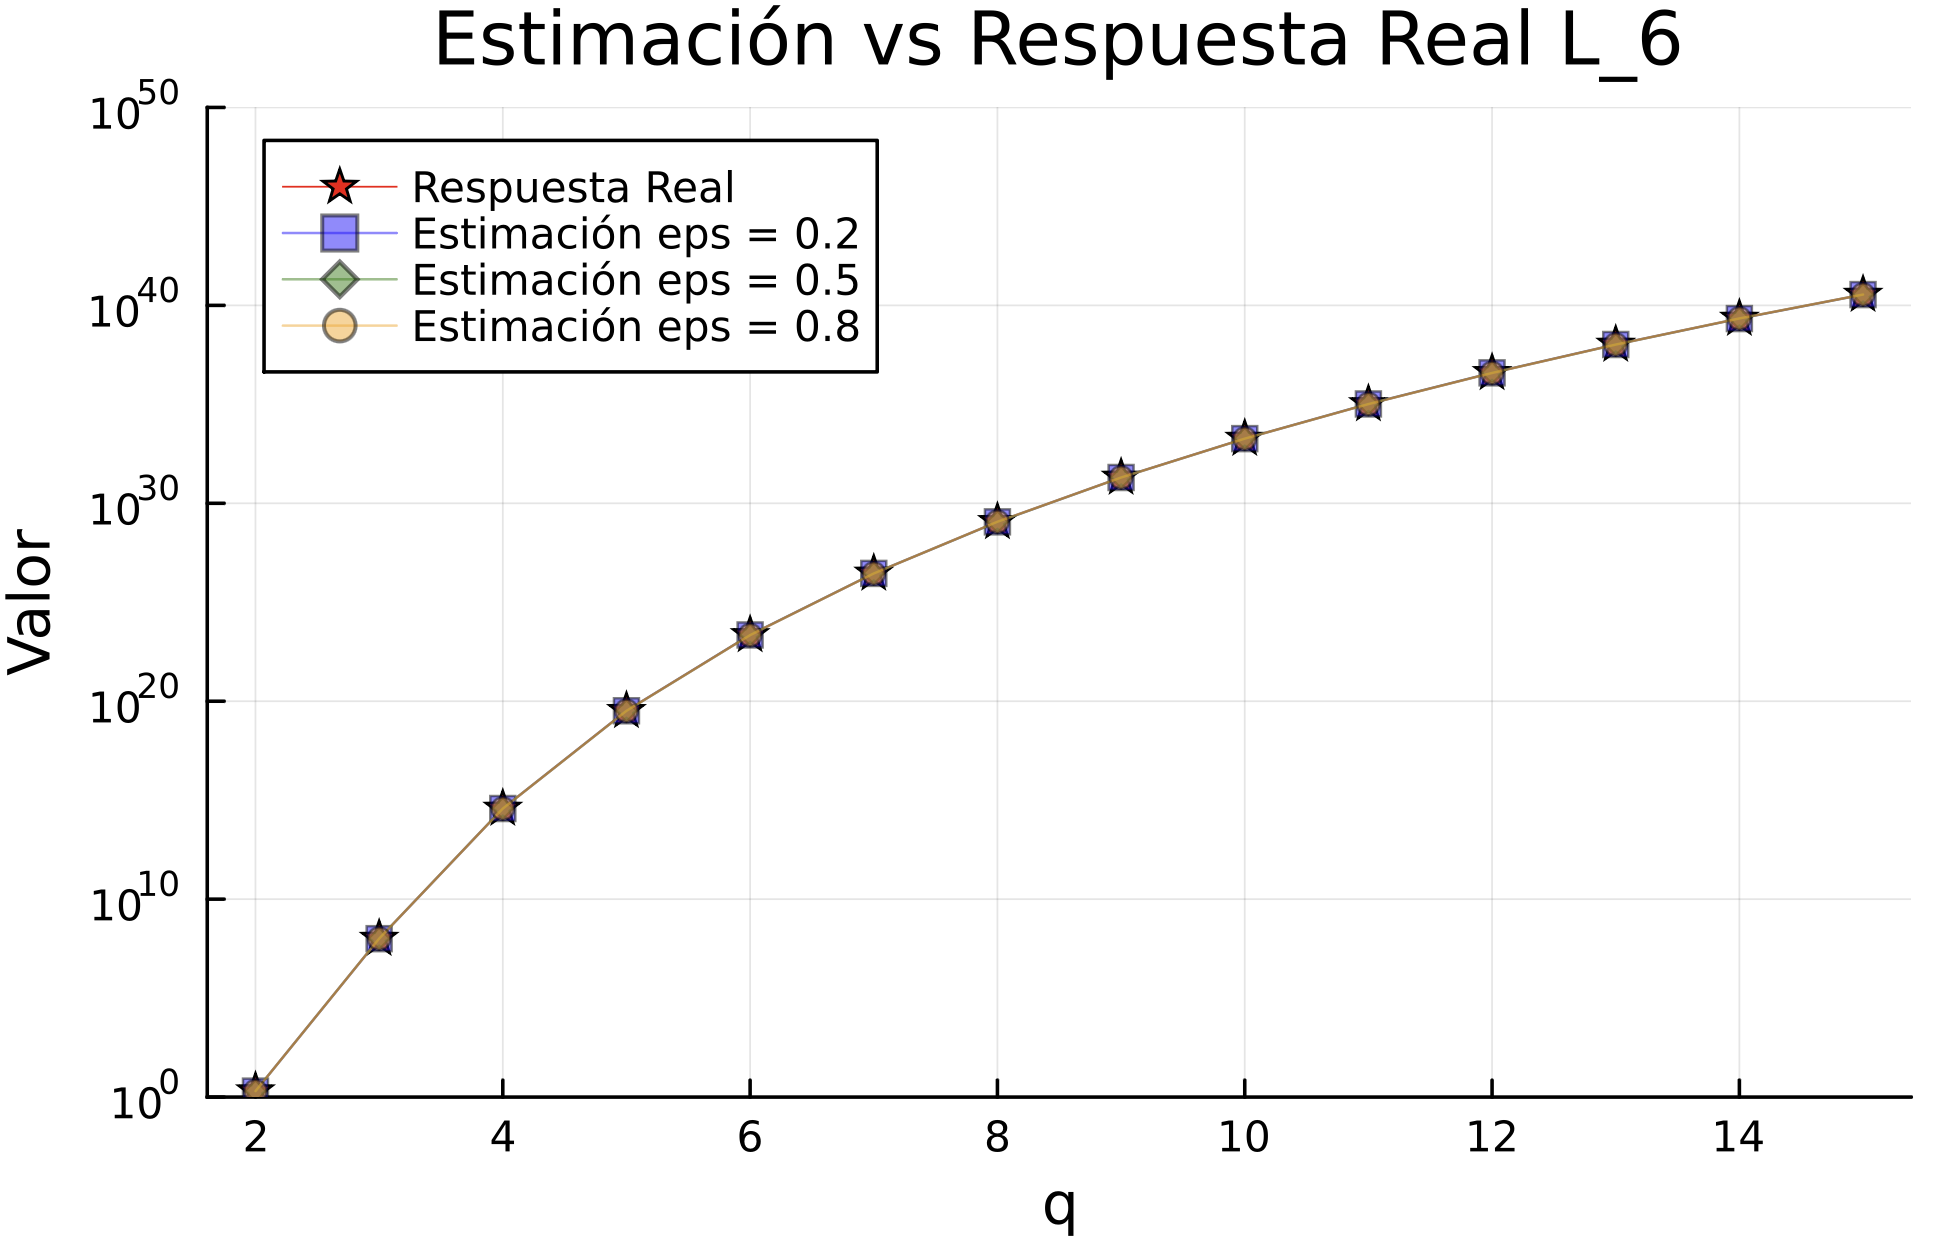 Estimación vs Respuesta Real L_6
10^50
Respuesta Real
Estimación eps = 0.2
Estimación eps = 0.5
Estimación eps = 0.8
10^40
10^30
Valor
10^20
10^10
10^0
2 4 6 8 10 12 14
q